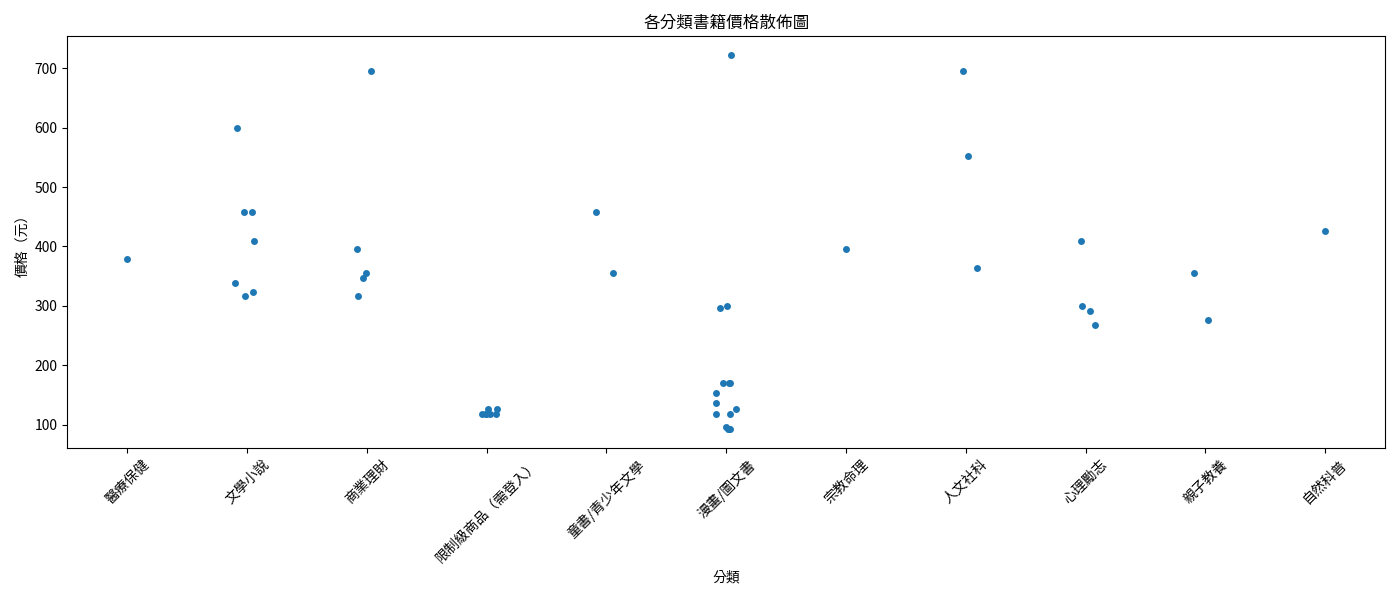 各分類書籍價格散佈圖
價格（元）
700
600
500
400
300
200
100
醫療保健
文學小說
商業理財
限制級商品（需登入）
童書/青少年文學
漫畫/圖文書
宗教命理
人文社科
心理勵志
親子教養
自然科普
分類